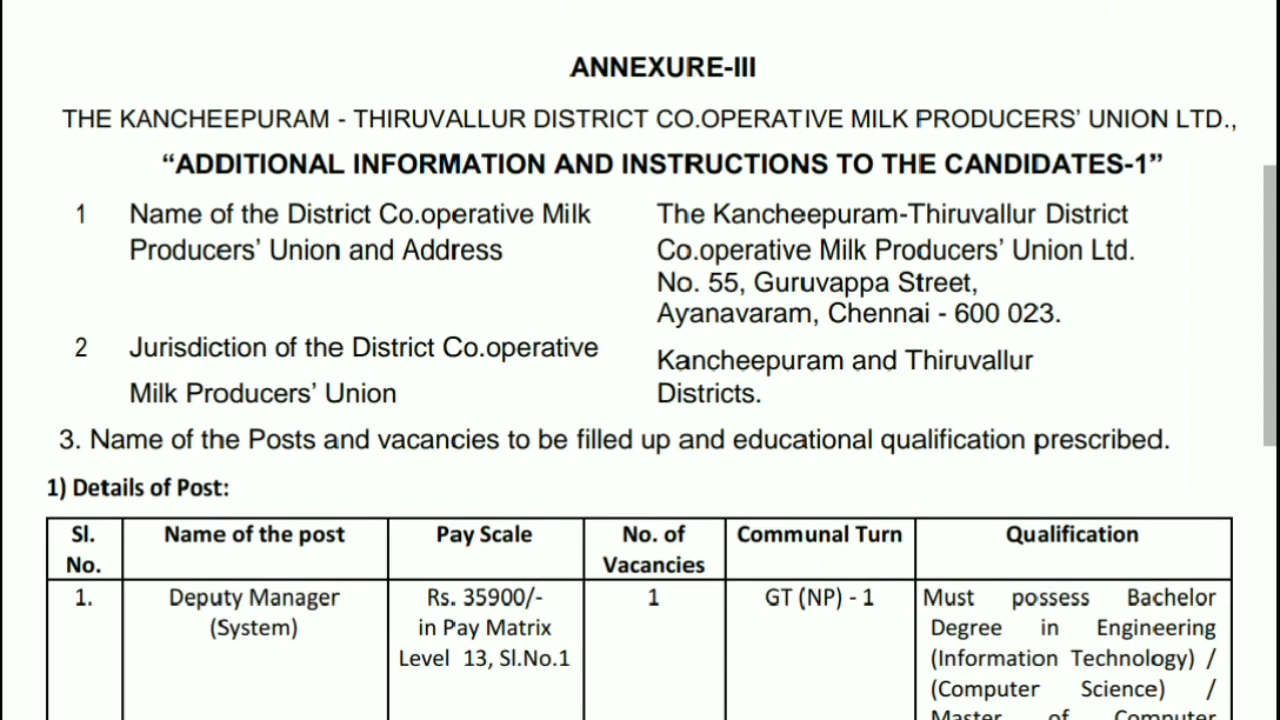 ANNEXURE-III
THE KANCHEEPURAM - THIRUVALLUR DISTRICT CO.OPERATIVE MILK PRODUCERS' UNION LTD.,
“ADDITIONAL INFORMATION AND INSTRUCTIONS TO THE CANDIDATES-1”
1 Name of the District Co.operative Milk
Producers’ Union and Address
The Kancheepuram-Thiruvallur District
Co.operative Milk Producers’ Union Ltd.
No. 55, Guruvappa Street,
Ayanavaram, Chennai - 600 023.
2 Jurisdiction of the District Co.operative
Milk Producers’ Union
Kancheepuram and Thiruvallur
Districts.
3. Name of the Posts and vacancies to be filled up and educational qualification prescribed.
1) Details of Post:
Sl.
No.
Name of the post
Pay Scale
No. of
Vacancies
Communal Turn
Qualification
1.
Deputy Manager
(System)
Rs. 35900/-
in Pay Matrix
Level 13, Sl.No.1
1
GT (NP) - 1
Must possess Bachelor
Degree in Engineering
(Information Technology) /
(Computer Science) /
Master of Computer